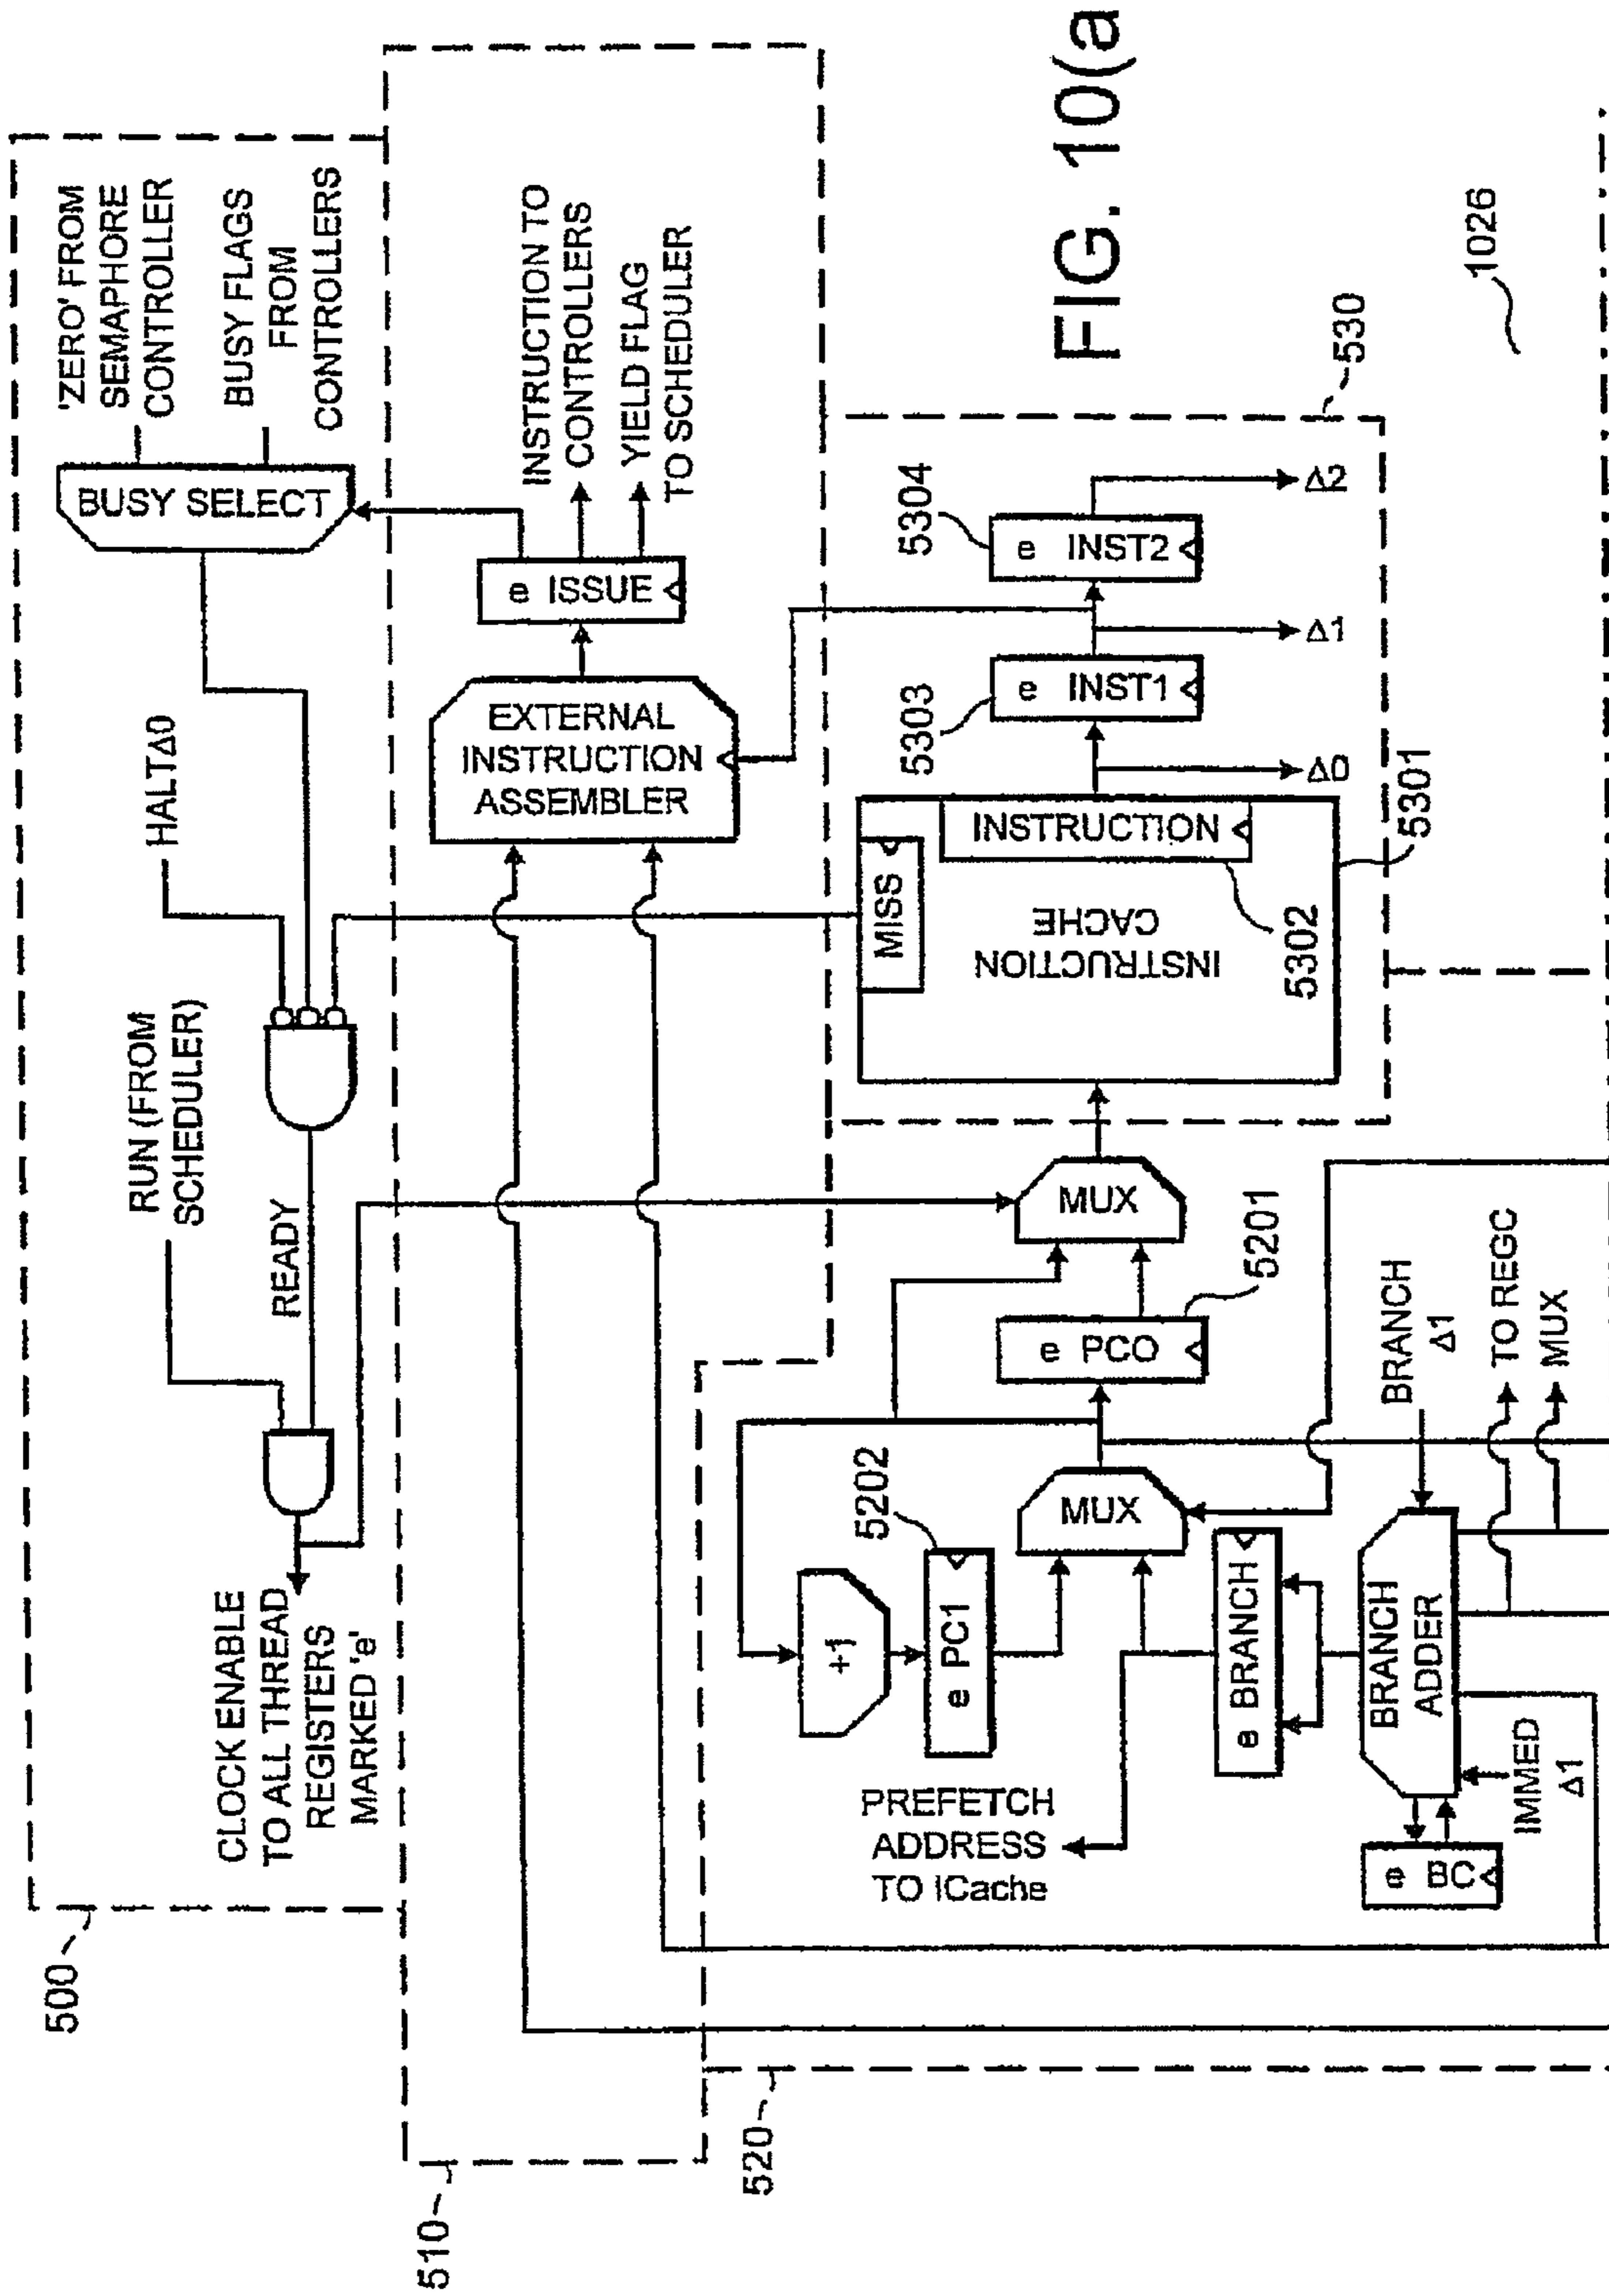 500
CLOCK ENABLE
TO ALL THREAD
REGISTERS
MARKED 'e'
RUN (FROM
SCHEDULER)
READY
HALTΔ0
BUSY SELECT
'ZERO' FROM
SEMAPHORE
CONTROLLER
BUSY FLAGS
FROM
CONTROLLERS
510
EXTERNAL
INSTRUCTION
ASSEMBLER
e ISSUE
INSTRUCTION TO
CONTROLLERS
YIELD FLAG
TO SCHEDULER
520
+1
5202
e PC1
MUX
e PCO
5201
MUX
PREFETCH
ADDRESS
TO ICache
e BRANCH
BRANCH
ADDER
BRANCH
Δ1
TO REGC
MUX
e BC
IMMED
Δ1
MISS
INSTRUCTION
CACHE
INSTRUCTION
5302
5301
5303
e INST1
5304
e INST2
Δ0
Δ1
Δ2
530
1026
FIG. 10(a